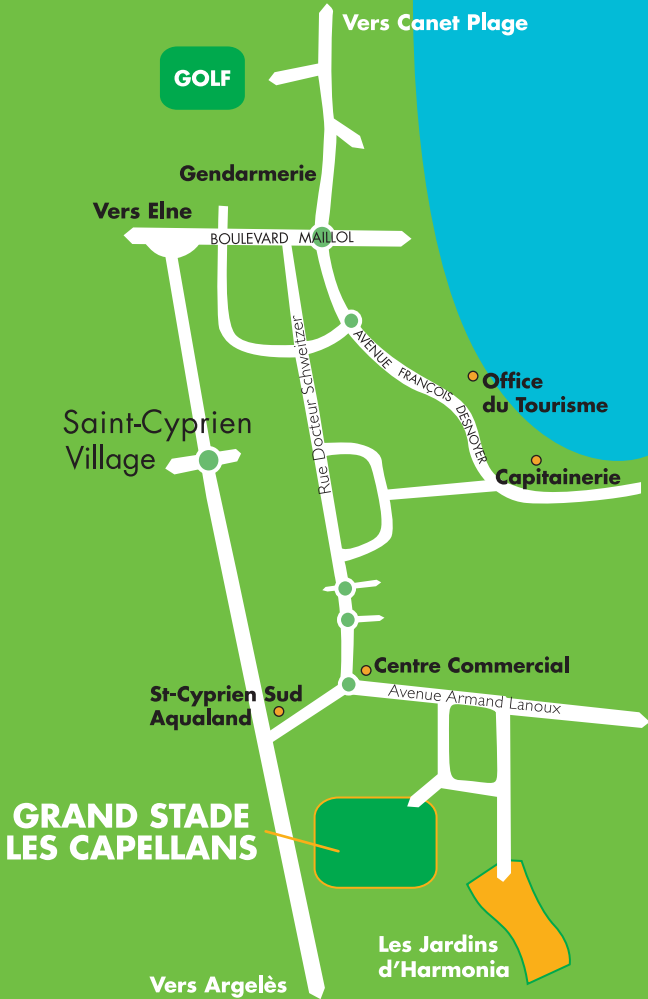 Vers Canet Plage
GOLF
Gendarmerie
Vers Elne
BOULEVARD MAILLOL
AVENUE FRANÇOIS DESNOYER
Rue Docteur Schweitzer
Office
du Tourisme
Saint-Cyprien
Village
Capitainerie
Centre Commercial
St-Cyprien Sud
Aqualand
Avenue Armand Lanoux
GRAND STADE
LES CAPELLANS
Les Jardins
d'Harmonia
Vers Argelès